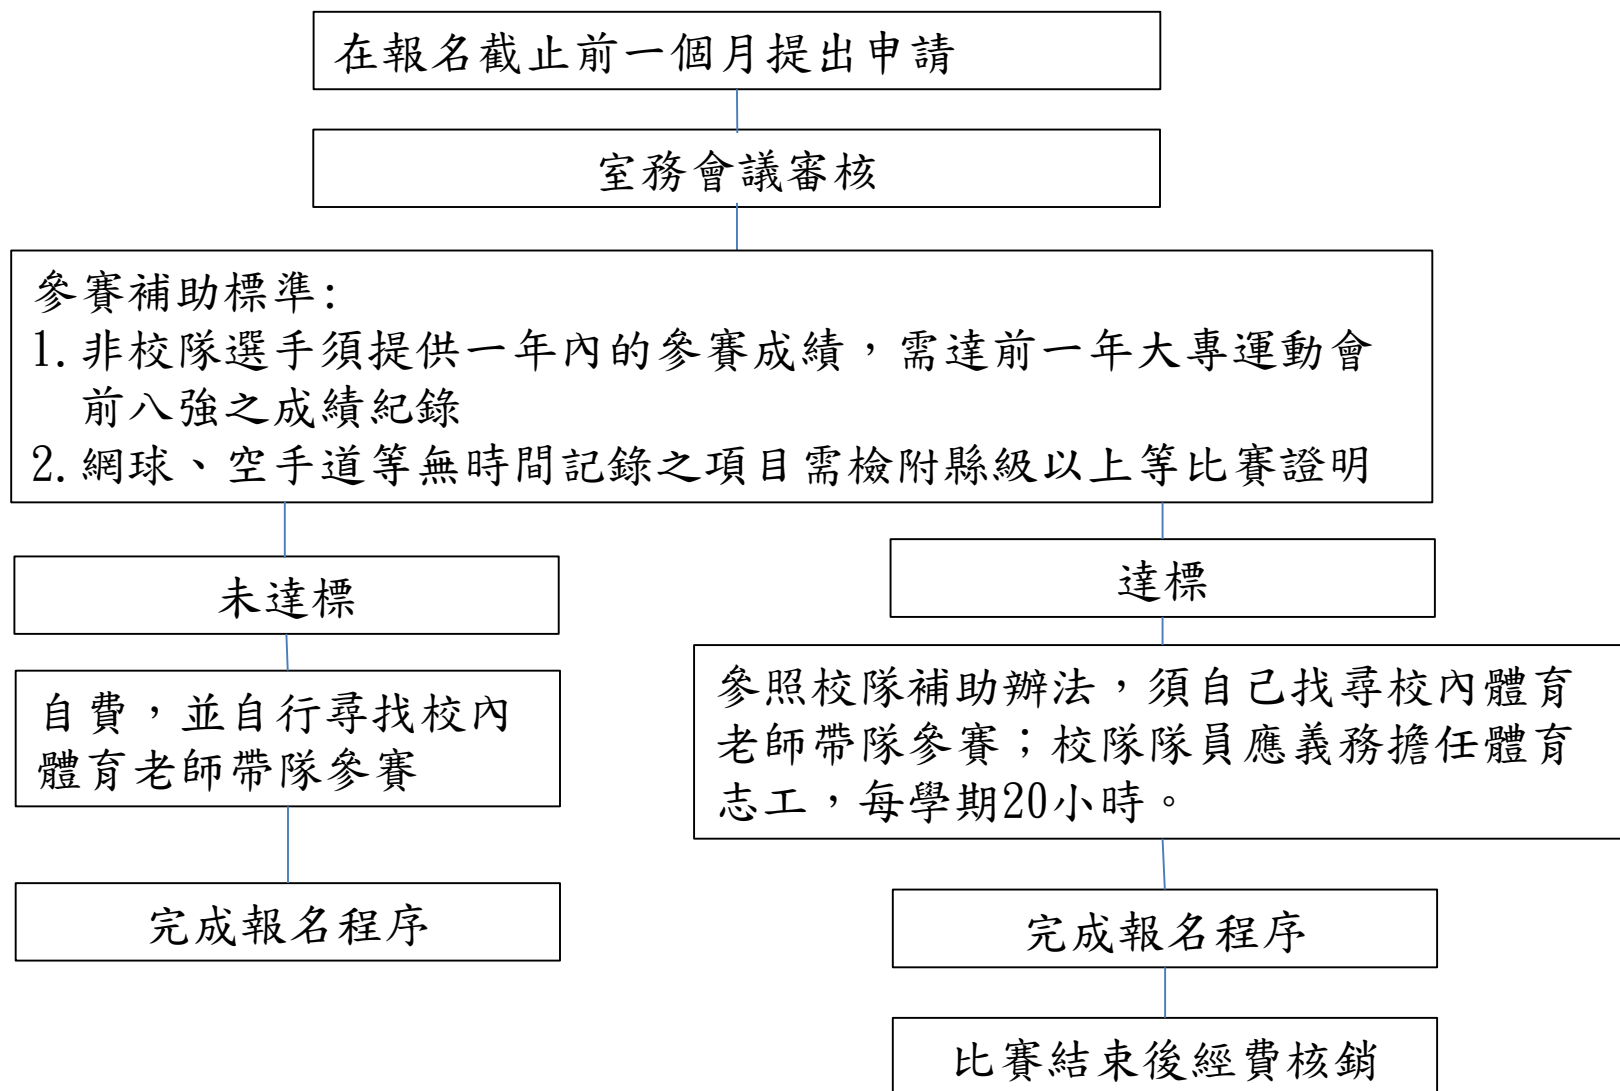 在報名截止前一個月提出申請
室務會議審核
參賽補助標準:
1.非校隊選手須提供一年內的參賽成績，需達前一年大專運動會
前八強之成績紀錄
2.網球、空手道等無時間記錄之項目需檢附縣級以上等比賽證明
未達標
達標
自費，並自行尋找校內
體育老師帶隊參賽
參照校隊補助辦法，須自己找尋校內體育
老師帶隊參賽；校隊隊員應義務擔任體育
志工，每學期20小時。
完成報名程序
完成報名程序
比賽結束後經費核銷